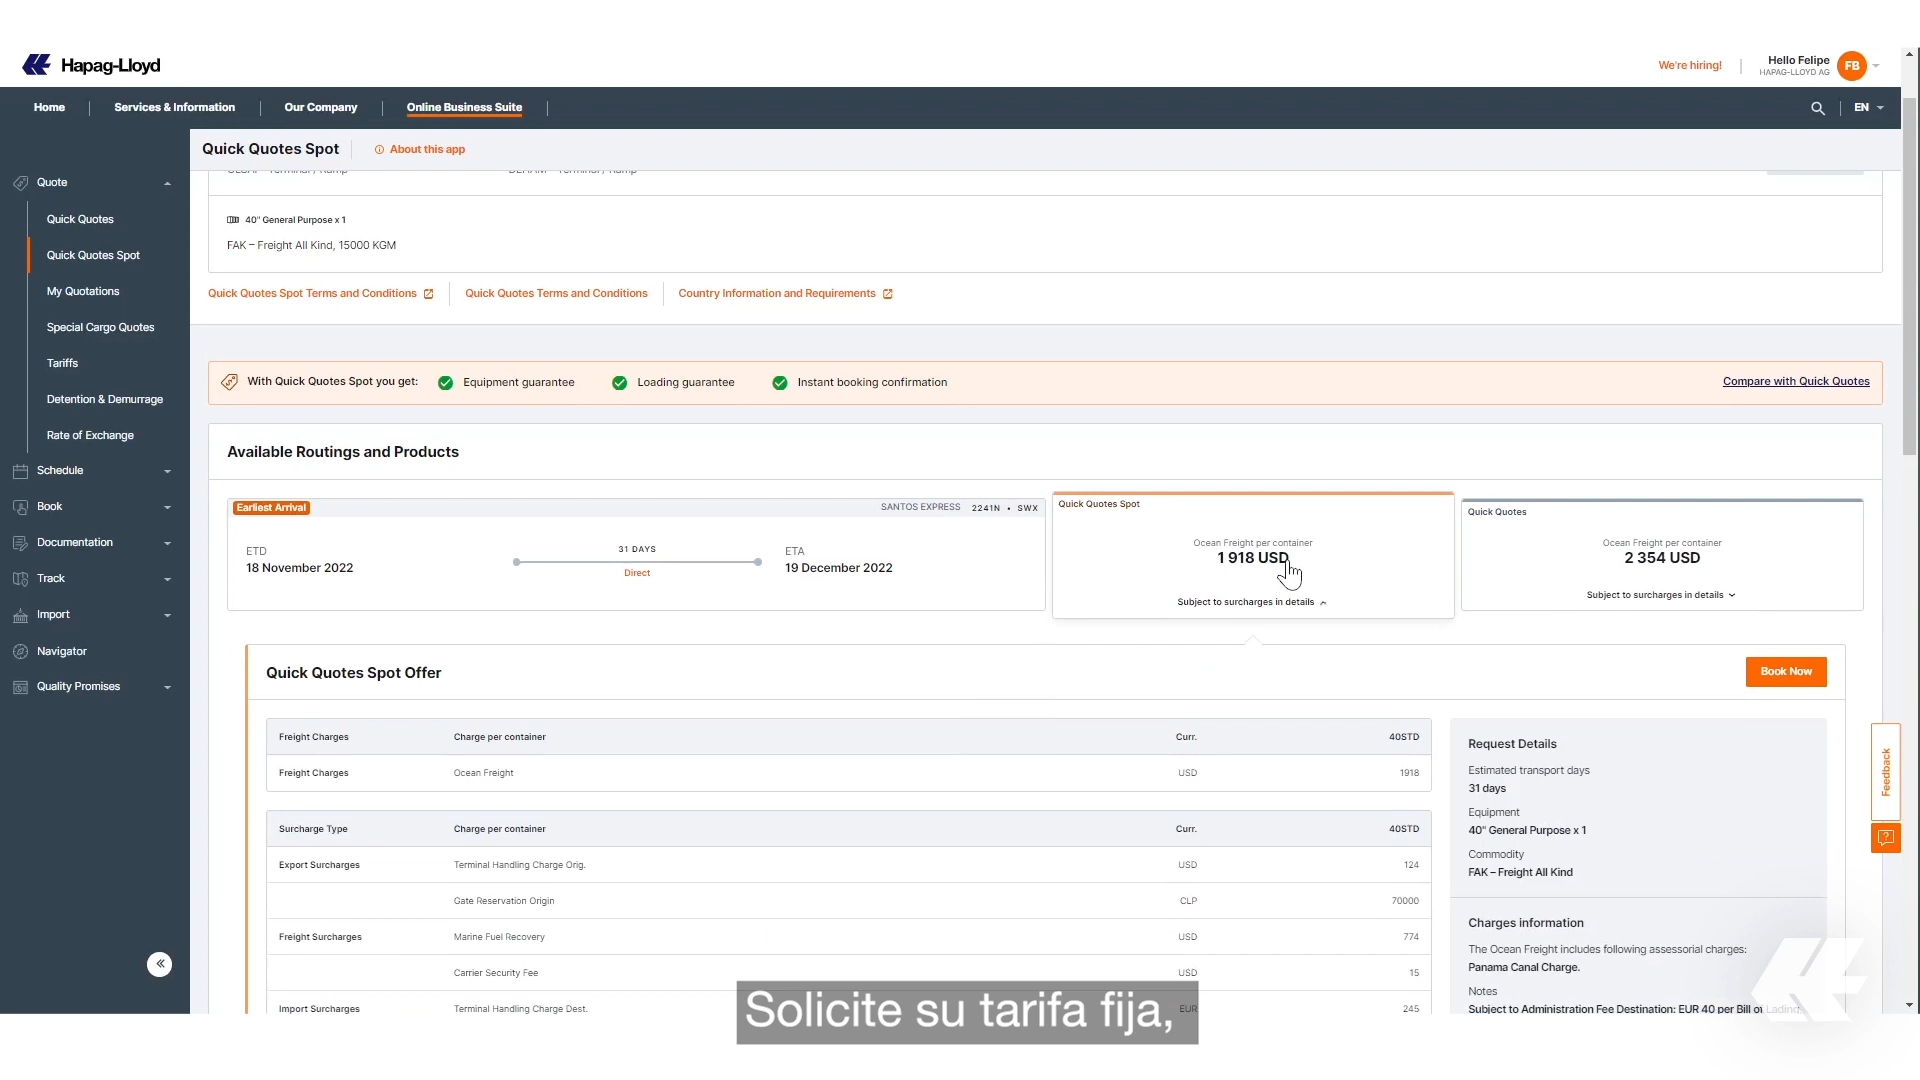 Hapag-Lloyd
We're hiring!
Hello Felipe
HAPAG-LLOYD AG
FB
Home
Services & Information
Our Company
Online Business Suite
EN
Quick Quotes Spot
About this app
Quote
Quick Quotes
Quick Quotes Spot
My Quotations
Special Cargo Quotes
Tariffs
Detention & Demurrage
Rate of Exchange
Schedule
Book
Documentation
Track
Import
Navigator
Quality Promises
40" General Purpose x 1
FAK – Freight All Kind, 15000 KGM
Quick Quotes Spot Terms and Conditions
Quick Quotes Terms and Conditions
Country Information and Requirements
With Quick Quotes Spot you get:
Equipment guarantee
Loading guarantee
Instant booking confirmation
Compare with Quick Quotes
Available Routings and Products
Earliest Arrival
SANTOS EXPRESS 2241N • SWX
ETD
18 November 2022
31 DAYS
Direct
ETA
19 December 2022
Quick Quotes Spot
Ocean Freight per container
1 918 USD
Subject to surcharges in details
Quick Quotes
Ocean Freight per container
2 354 USD
Subject to surcharges in details
Quick Quotes Spot Offer
Book Now
Freight Charges Charge per container Curr. 40STD
Freight Charges Ocean Freight USD 1918
Surcharge Type Charge per container Curr. 40STD
Export Surcharges Terminal Handling Charge Orig. USD 124
Gate Reservation Origin CLP 70000
Freight Surcharges Marine Fuel Recovery USD 774
Carrier Security Fee USD 15
Import Surcharges Terminal Handling Charge Dest. EUR 245
Request Details
Estimated transport days
31 days
Equipment
40" General Purpose x 1
Commodity
FAK – Freight All Kind
Charges information
The Ocean Freight includes following assessorial charges:
Panama Canal Charge.
Notes
Subject to Administration Fee Destination: EUR 40 per Bill of Lading
Feedback
Solicite su tarifa fija,